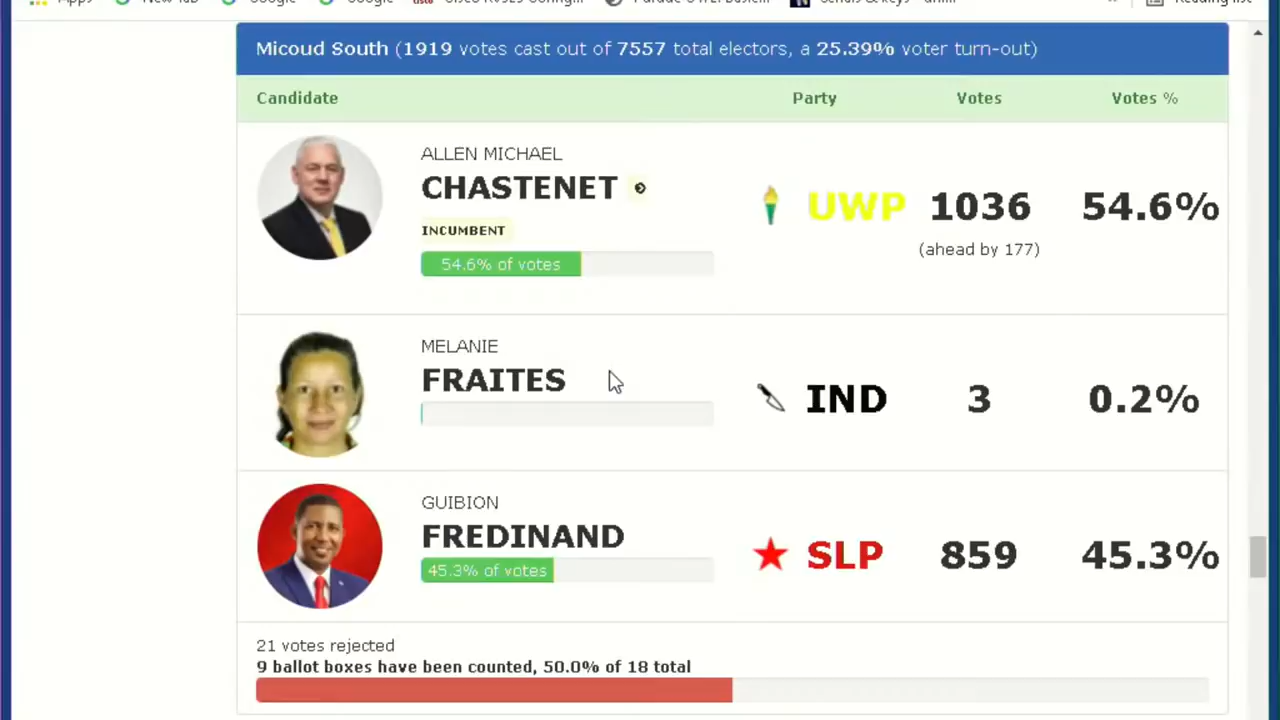 Micoud South (1919 votes cast out of 7557 total electors, a 25.39% voter turn-out)
Candidate Party Votes Votes %
ALLEN MICHAEL
CHASTENET
INCUMBENT
54.6% of votes
UWP 1036 54.6%
(ahead by 177)
MELANIE
FRAITES
IND 3 0.2%
GUIBION
FREDINAND
45.3% of votes
SLP 859 45.3%
21 votes rejected
9 ballot boxes have been counted, 50.0% of 18 total